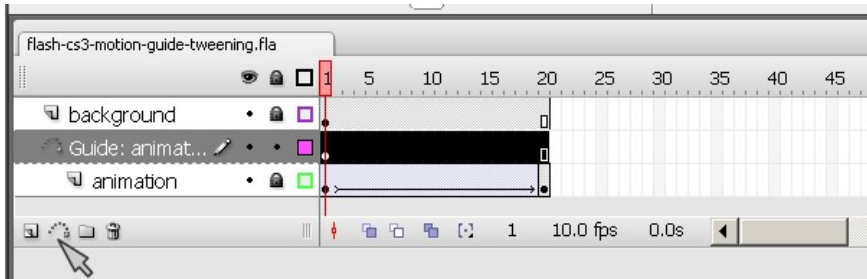 flash-cs3-motion-guide-tweening.fla
1 5 10 15 20 25 30 35 40 45
background
Guide: animat...
animation
1 10.0 fps 0.0s